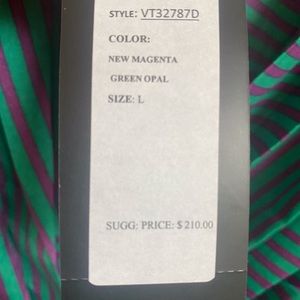 STYLE: VT32787D
COLOR:
NEW MAGENTA
GREEN OPAL
SIZE: L
SUGG: PRICE: $ 210.00